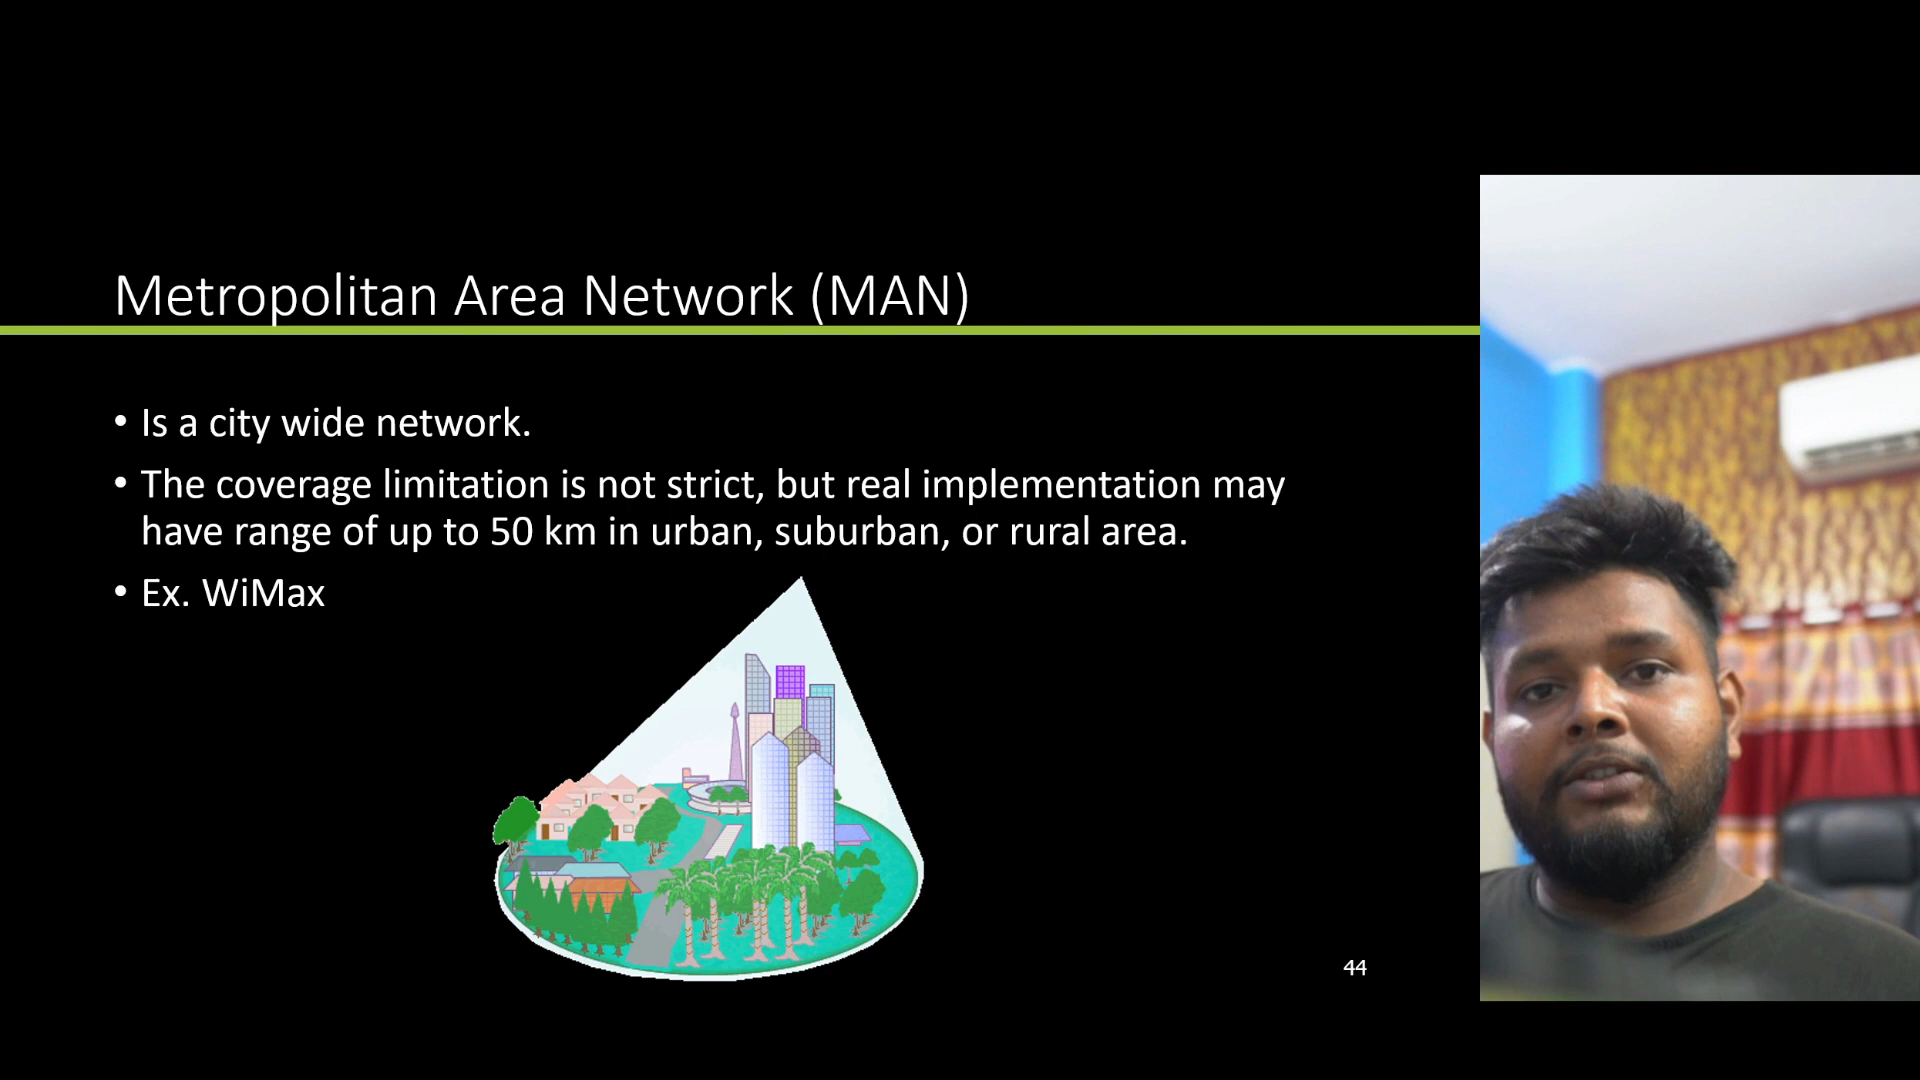 Metropolitan Area Network (MAN)
• Is a city wide network.
• The coverage limitation is not strict, but real implementation may
have range of up to 50 km in urban, suburban, or rural area.
• Ex. WiMax
44